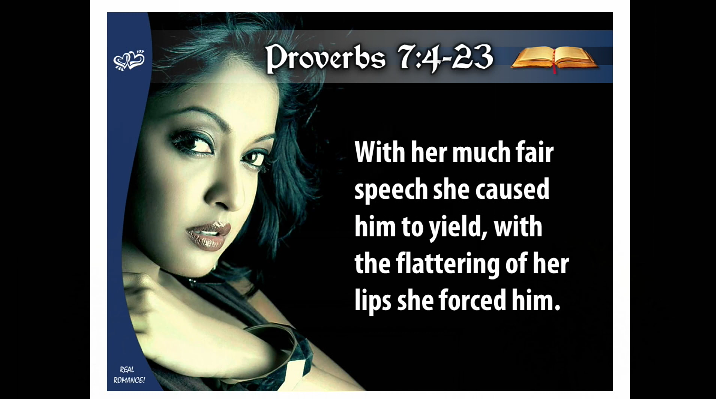 Proverbs 7:4-23
With her much fair
speech she caused
him to yield, with
the flattering of her
lips she forced him.
REAL
ROMANCE!